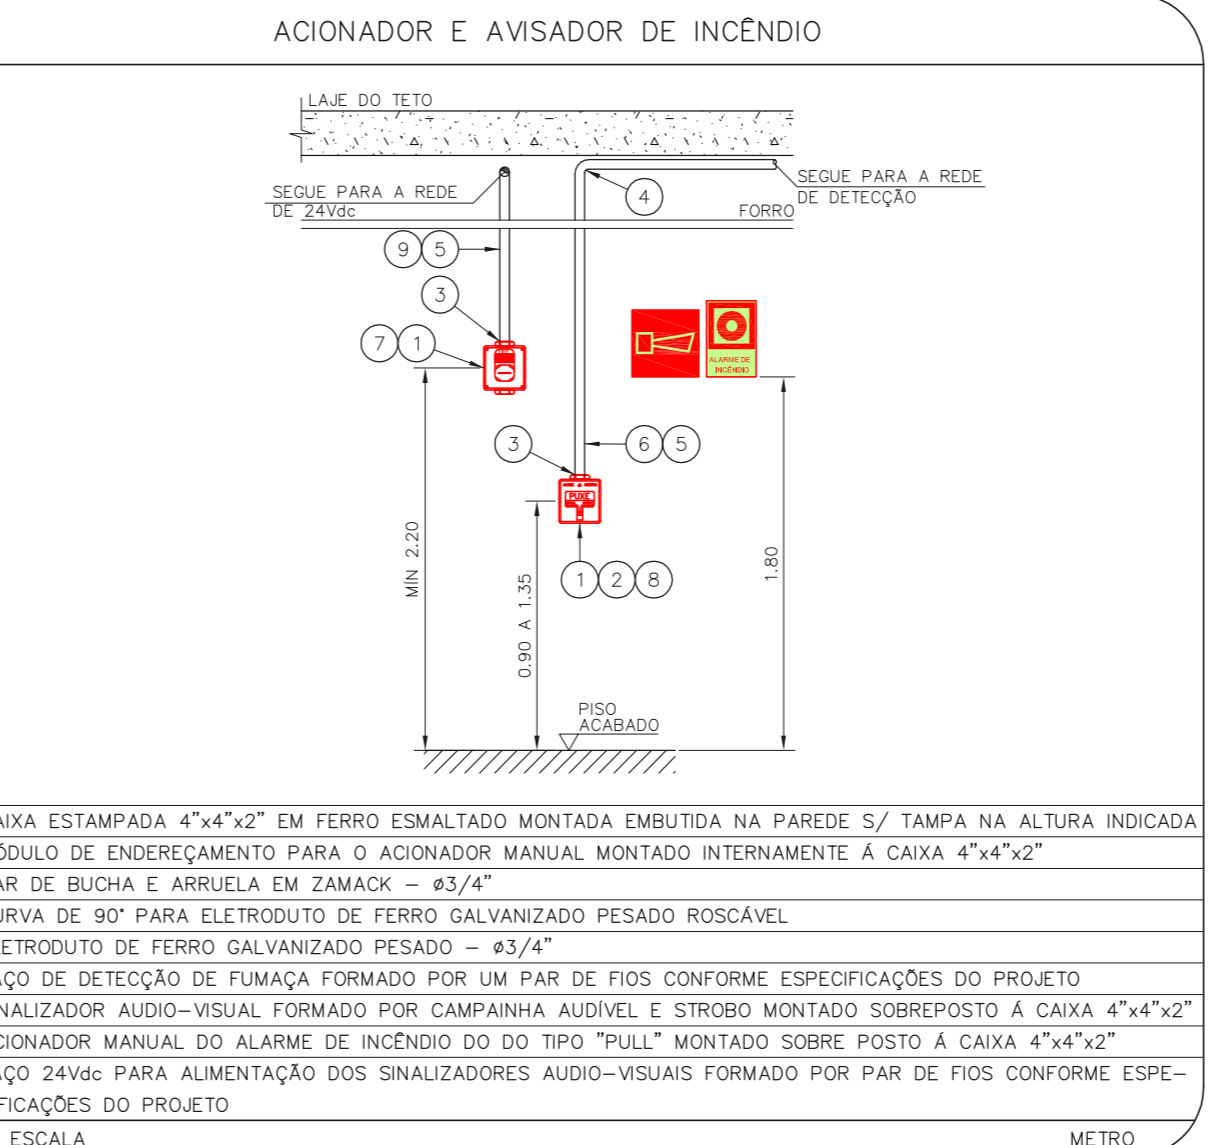 ACIONADOR E AVISADOR DE INCÊNDIO
LAJE DO TETO
SEGUE PARA A REDE
DE 24Vdc
4
SEGUE PARA A REDE
DE DETECÇÃO
FORRO
9 5
3
7 1
ALARME DE
INCÊNDIO
3
6 5
PUXE
1 2 8
MÍN 2.20
0.90 A 1.35
1.80
PISO
ACABADO
AIXA ESTAMPADA 4"x4"x2" EM FERRO ESMALTADO MONTADA EMBUTIDA NA PAREDE S/ TAMPA NA ALTURA INDICADA
ÓDULO DE ENDEREÇAMENTO PARA O ACIONADOR MANUAL MONTADO INTERNAMENTE Á CAIXA 4"x4"x2"
AR DE BUCHA E ARRUELA EM ZAMACK – ø3/4"
URVA DE 90° PARA ELETRODUTO DE FERRO GALVANIZADO PESADO ROSCÁVEL
LETRODUTO DE FERRO GALVANIZADO PESADO – ø3/4"
AÇO DE DETECÇÃO DE FUMAÇA FORMADO POR UM PAR DE FIOS CONFORME ESPECIFICAÇÕES DO PROJETO
INALIZADOR AUDIO–VISUAL FORMADO POR CAMPAINHA AUDÍVEL E STROBO MONTADO SOBREPOSTO Á CAIXA 4"x4"x2"
CIONADOR MANUAL DO ALARME DE INCÊNDIO DO DO TIPO "PULL" MONTADO SOBRE POSTO Á CAIXA 4"x4"x2"
AÇO 24Vdc PARA ALIMENTAÇÃO DOS SINALIZADORES AUDIO–VISUAIS FORMADO POR PAR DE FIOS CONFORME ESPE–
IFICAÇÕES DO PROJETO
ESCALA
METRO